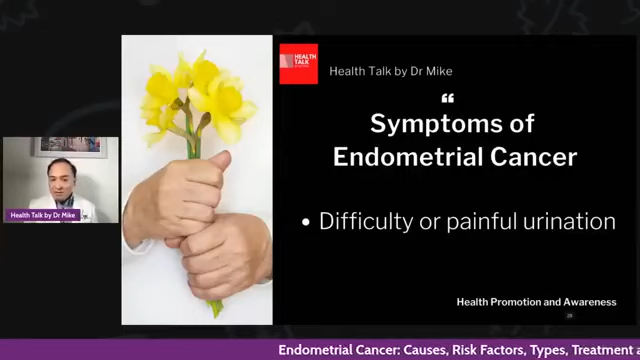 HEALTH
TALK
Health Talk by Dr Mike
“
Symptoms of
Endometrial Cancer
• Difficulty or painful urination
Health Talk by Dr Mike
Health Promotion and Awareness
Endometrial Cancer: Causes, Risk Factors, Types, Treatment a